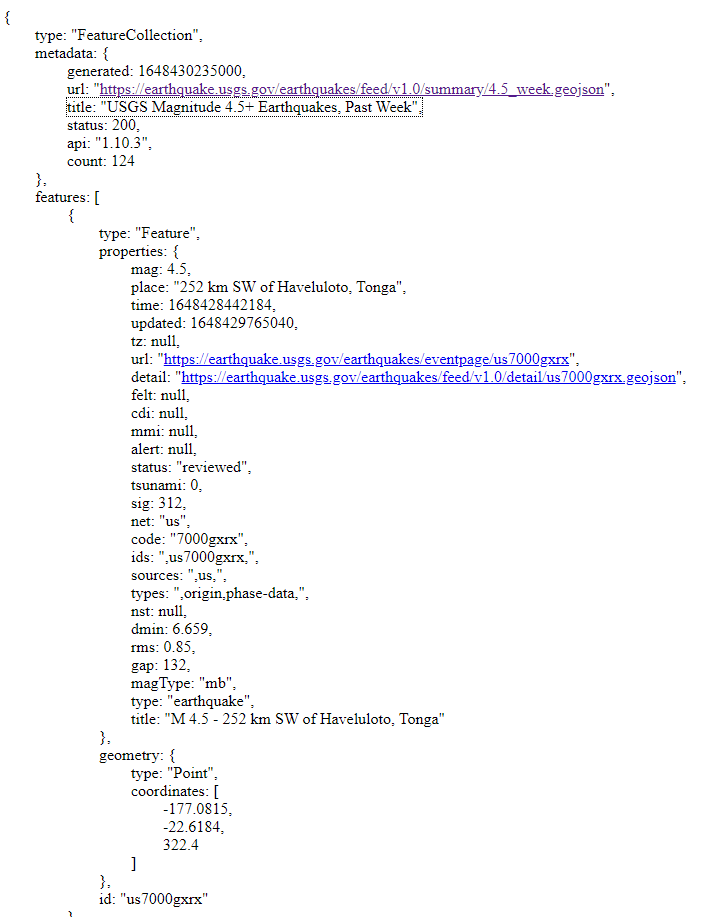 {
type: "FeatureCollection",
metadata: {
generated: 1648430235000,
url: "https://earthquake.usgs.gov/earthquakes/feed/v1.0/summary/4.5_week.geojson",
title: "USGS Magnitude 4.5+ Earthquakes, Past Week",
status: 200,
api: "1.10.3",
count: 124
},
features: [
{
type: "Feature",
properties: {
mag: 4.5,
place: "252 km SW of Haveluloto, Tonga",
time: 1648428442184,
updated: 1648429765040,
tz: null,
url: "https://earthquake.usgs.gov/earthquakes/eventpage/us7000gxrx",
detail: "https://earthquake.usgs.gov/earthquakes/feed/v1.0/detail/us7000gxrx.geojson",
felt: null,
cdi: null,
mmi: null,
alert: null,
status: "reviewed",
tsunami: 0,
sig: 312,
net: "us",
code: "7000gxrx",
ids: ",us7000gxrx,",
sources: ",us,",
types: ",origin,phase-data,",
nst: null,
dmin: 6.659,
rms: 0.85,
gap: 132,
magType: "mb",
type: "earthquake",
title: "M 4.5 - 252 km SW of Haveluloto, Tonga"
},
geometry: {
type: "Point",
coordinates: [
-177.0815,
-22.6184,
322.4
]
},
id: "us7000gxrx"
}